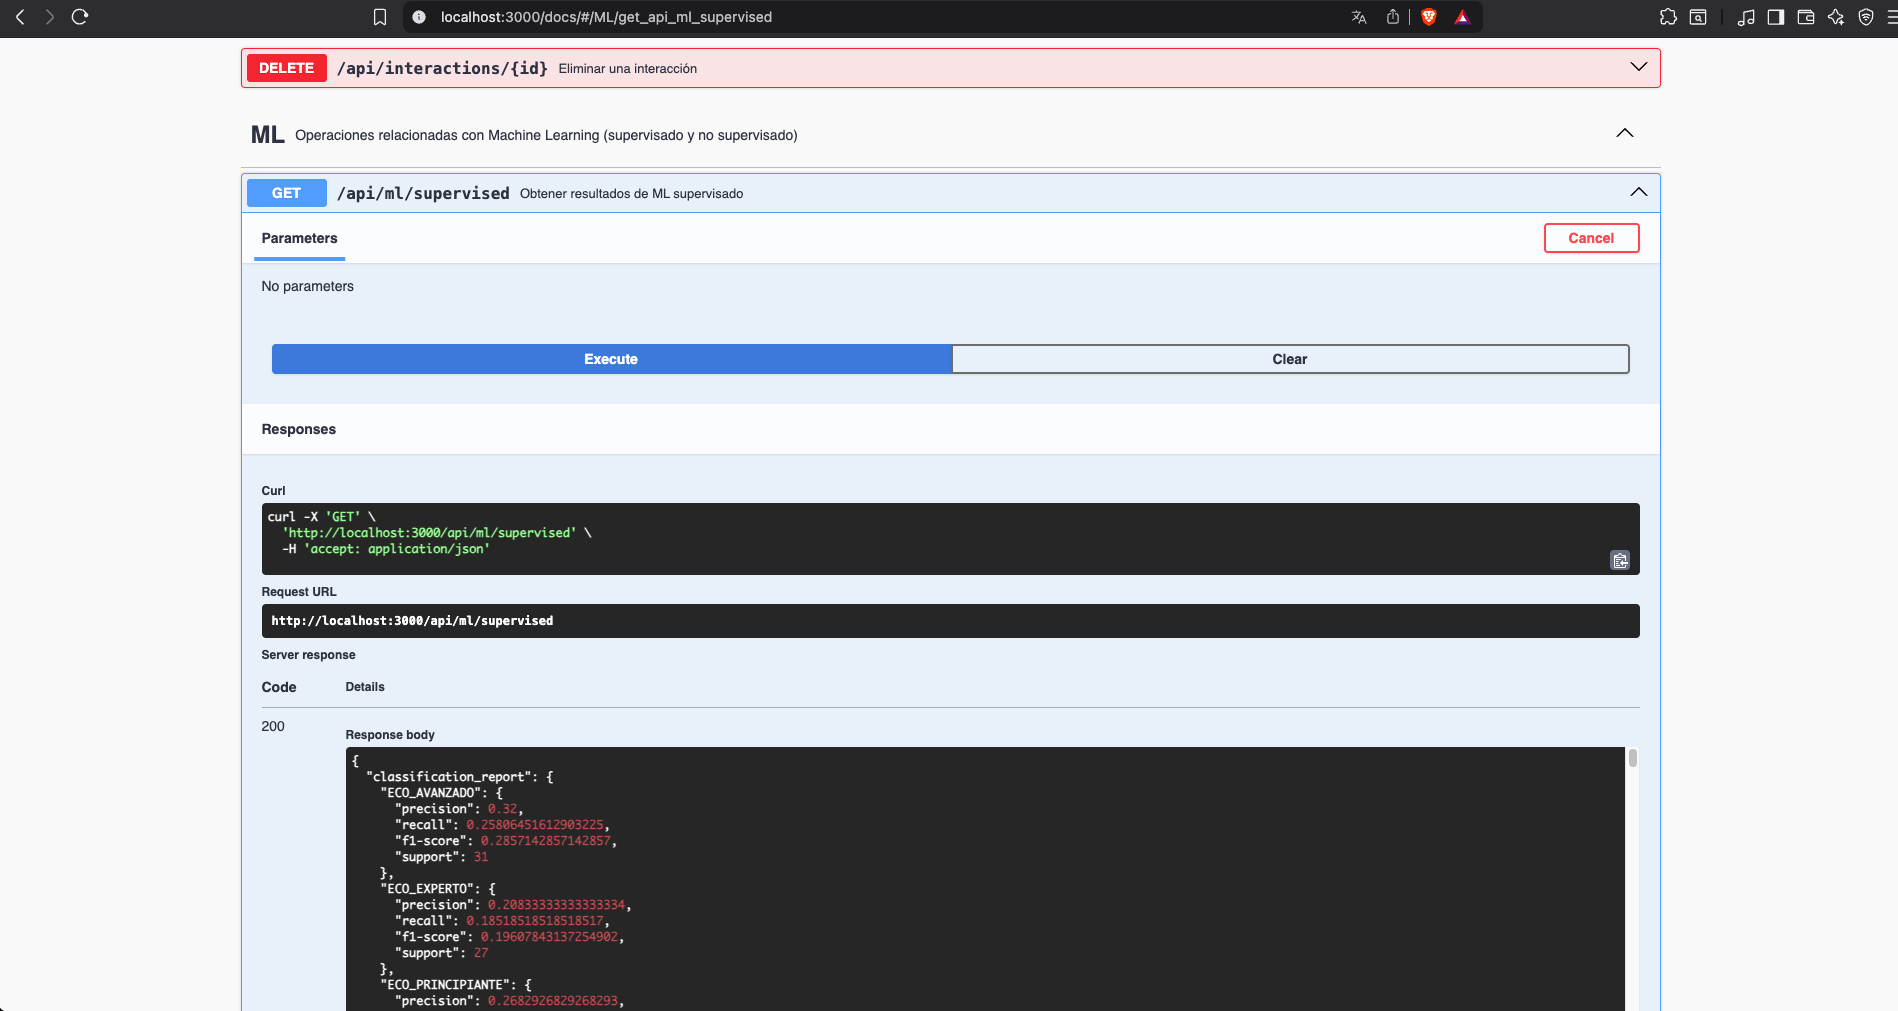 localhost:3000/docs/#/ML/get_api_ml_supervised
DELETE /api/interactions/{id} Eliminar una interacción
ML Operaciones relacionadas con Machine Learning (supervisado y no supervisado)
GET /api/ml/supervised Obtener resultados de ML supervisado
Parameters
Cancel
No parameters
Execute
Clear
Responses
Curl
curl -X 'GET' \
'http://localhost:3000/api/ml/supervised' \
-H 'accept: application/json'
Request URL
http://localhost:3000/api/ml/supervised
Server response
Code Details
200
Response body
{
"classification_report": {
"ECO_AVANZADO": {
"precision": 0.32,
"recall": 0.25806451612903225,
"f1-score": 0.2857142857142857,
"support": 31
},
"ECO_EXPERTO": {
"precision": 0.20833333333333334,
"recall": 0.18518518518518517,
"f1-score": 0.19607843137254902,
"support": 27
},
"ECO_PRINCIPIANTE": {
"precision": 0.2682926829268293,